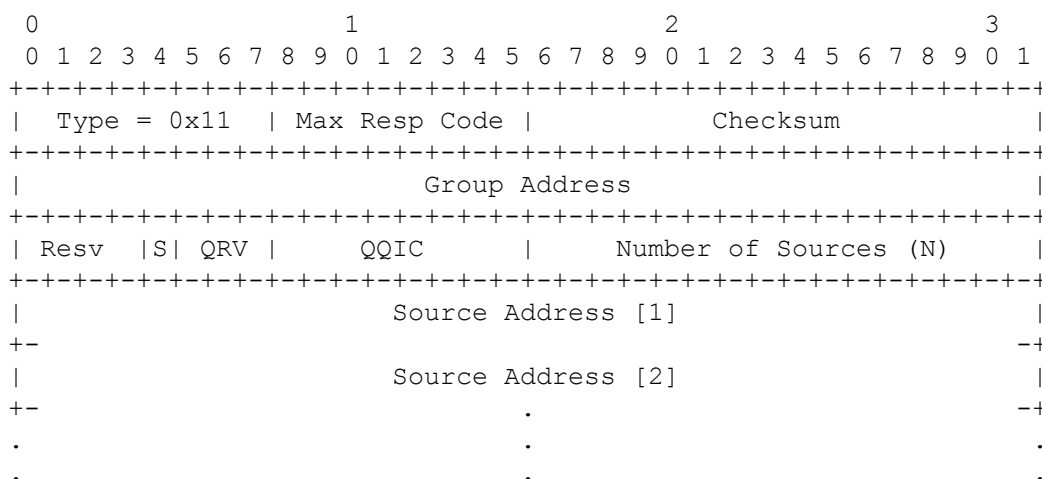 0                   1                   2                   3
 0 1 2 3 4 5 6 7 8 9 0 1 2 3 4 5 6 7 8 9 0 1 2 3 4 5 6 7 8 9 0 1
+-+-+-+-+-+-+-+-+-+-+-+-+-+-+-+-+-+-+-+-+-+-+-+-+-+-+-+-+-+-+-+-+
|  Type = 0x11  | Max Resp Code |           Checksum            |
+-+-+-+-+-+-+-+-+-+-+-+-+-+-+-+-+-+-+-+-+-+-+-+-+-+-+-+-+-+-+-+-+
|                         Group Address                         |
+-+-+-+-+-+-+-+-+-+-+-+-+-+-+-+-+-+-+-+-+-+-+-+-+-+-+-+-+-+-+-+-+
| Resv  |S| QRV |     QQIC      |     Number of Sources (N)     |
+-+-+-+-+-+-+-+-+-+-+-+-+-+-+-+-+-+-+-+-+-+-+-+-+-+-+-+-+-+-+-+-+
|                       Source Address [1]                      |
+-                                                             -+
|                       Source Address [2]                      |
+-                              .                              -+
.                               .                               .
.                               .                               .